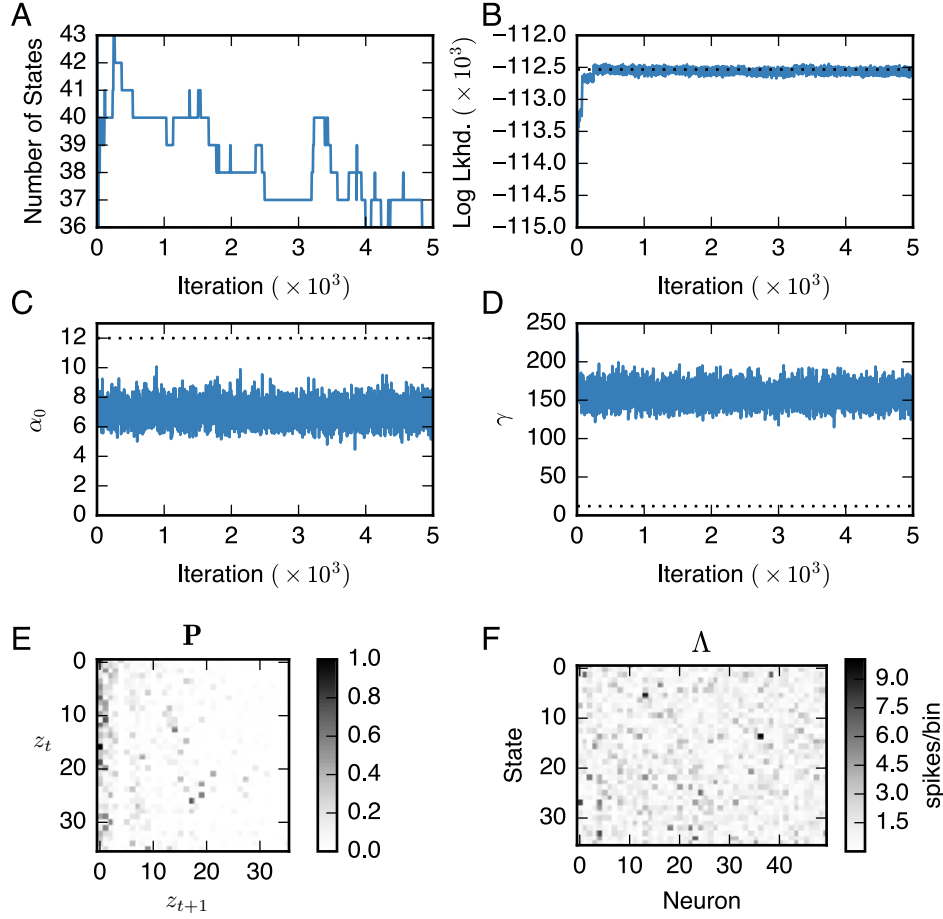 A
43
42
41
40
39
38
37
36
Number of States
0 1 2 3 4 5
Iteration (×10³)
B
−112.0
−112.5
−113.0
−113.5
−114.0
−114.5
−115.0
Log Lkhd. (×10³)
0 1 2 3 4 5
Iteration (×10³)
C
12
10
8
6
4
2
0
α₀
0 1 2 3 4 5
Iteration (×10³)
D
250
200
150
100
50
0
γ
0 1 2 3 4 5
Iteration (×10³)
E
P
0
10
20
30
zₜ
0 10 20 30
zₜ₊₁
1.0
0.8
0.6
0.4
0.2
0.0
F
Λ
0
10
20
30
State
0 10 20 30 40
Neuron
9.0
7.5
6.0
4.5
3.0
1.5
spikes/bin